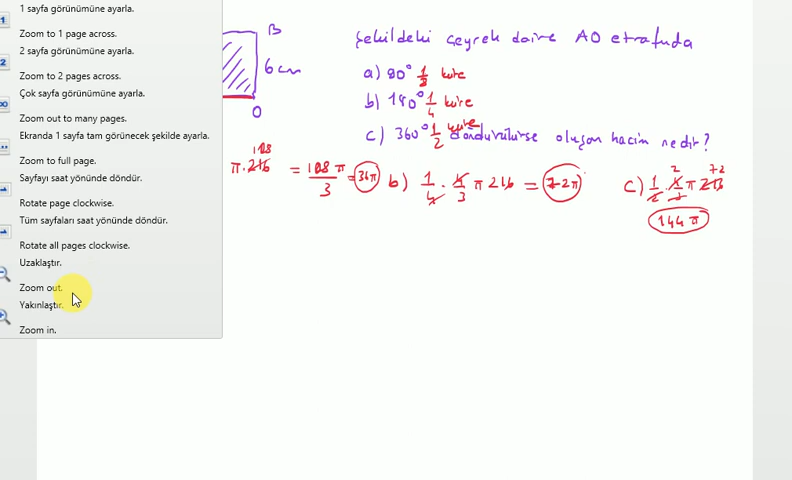 1 sayfa görünümüne ayarla.
Zoom to 1 page across.
2 sayfa görünümüne ayarla.
Zoom to 2 pages across.
Çok sayfa görünümüne ayarla.
Zoom out to many pages.
Ekranda 1 sayfa tam görünecek şekilde ayarla.
Zoom to full page.
Sayfayı saat yönünde döndür.
Rotate page clockwise.
Tüm sayfaları saat yönünde döndür.
Rotate all pages clockwise.
Uzaklaştır.
Zoom out.
Yakınlaştır.
Zoom in.
B
6 cm
O
Şekildeki çeyrek daire AO etrafında
a) 90° 1/8 küre
b) 180° 1/4 küre
c) 360° 1/2 küre döndürülürse oluşan hacim nedir?
108
π.216 = 108π/3 = 36π
b) 1/4 . 4/3 π 216 = 72π
c) 1/2 . 4/3 π 216
2 72
144 π